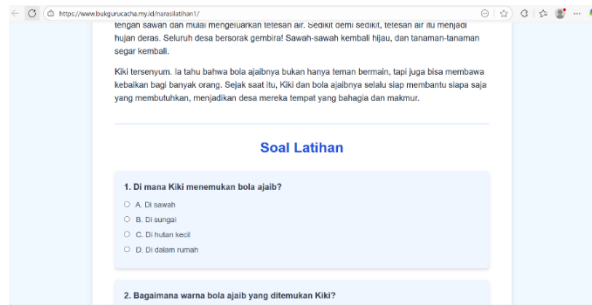 https://www.bukgurucacha.my.id/narasilatihan1/
tengah sawah dan mulai mengeluarkan tetesan air. Sedikit demi sedikit, tetesan air itu menjadi
hujan deras. Seluruh desa bersorak gembira! Sawah-sawah kembali hijau, dan tanaman-tanaman
segar kembali.
Kiki tersenyum. Ia tahu bahwa bola ajaibnya bukan hanya teman bermain, tapi juga bisa membawa
kebaikan bagi banyak orang. Sejak saat itu, Kiki dan bola ajaibnya selalu siap membantu siapa saja
yang membutuhkan, menjadikan desa mereka tempat yang bahagia dan makmur.
Soal Latihan
1. Di mana Kiki menemukan bola ajaib?
A. Di sawah
B. Di sungai
C. Di hutan kecil
D. Di dalam rumah
2. Bagaimana warna bola ajaib yang ditemukan Kiki?